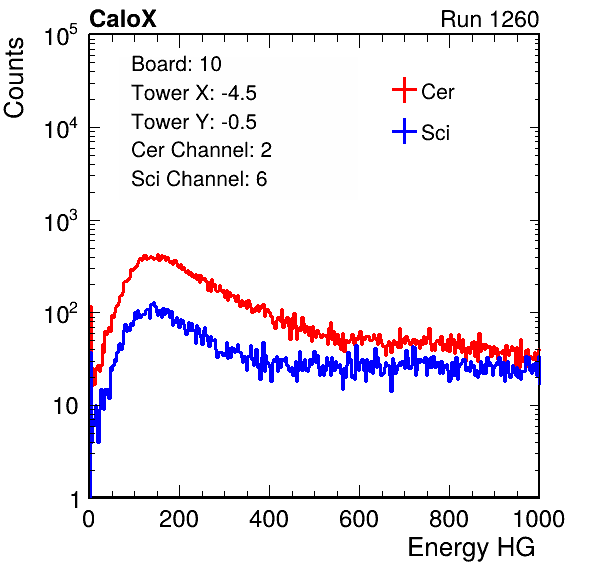 CaloX Run 1260
Counts
10^5
10^4
10^3
10^2
10
1
Board: 10
Tower X: -4.5
Tower Y: -0.5
Cer Channel: 2
Sci Channel: 6
Cer
Sci
0 200 400 600 800 1000
Energy HG